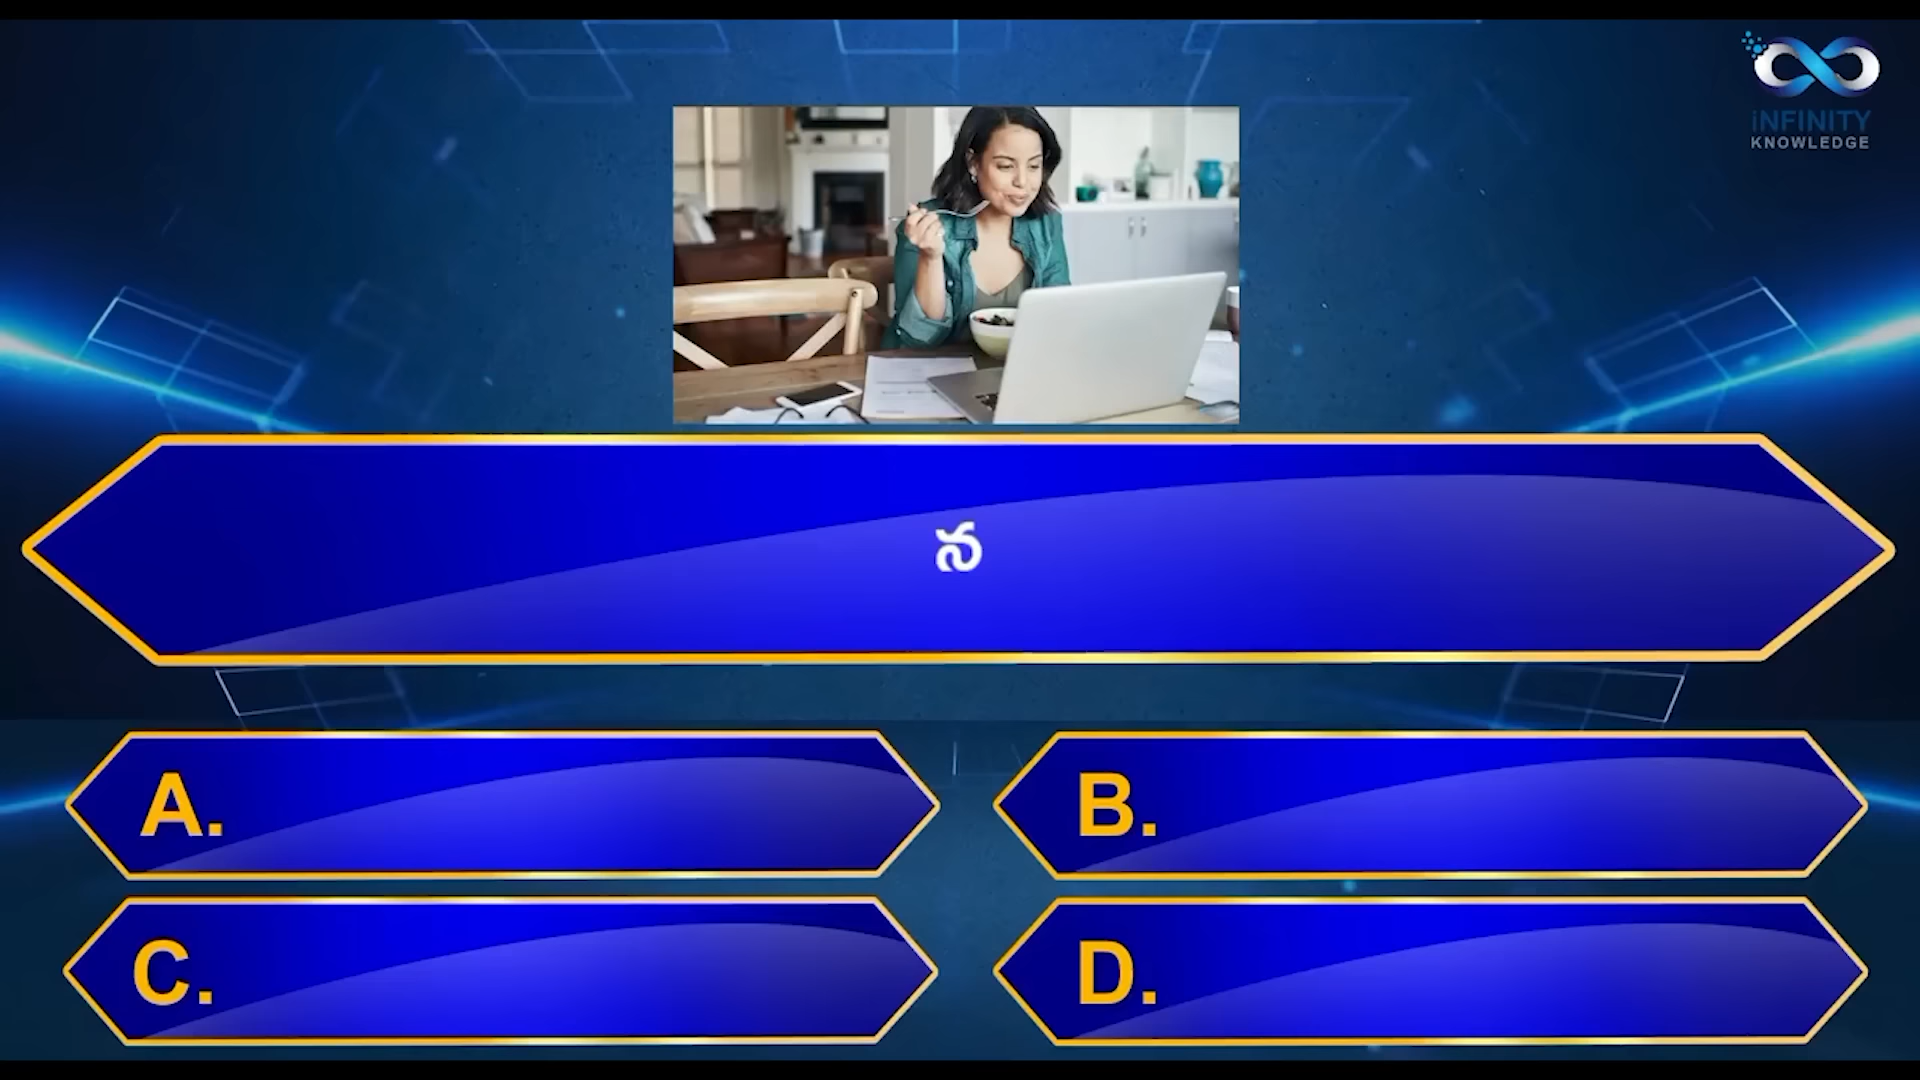 iNFINITY
KNOWLEDGE
న
A.
B.
C.
D.